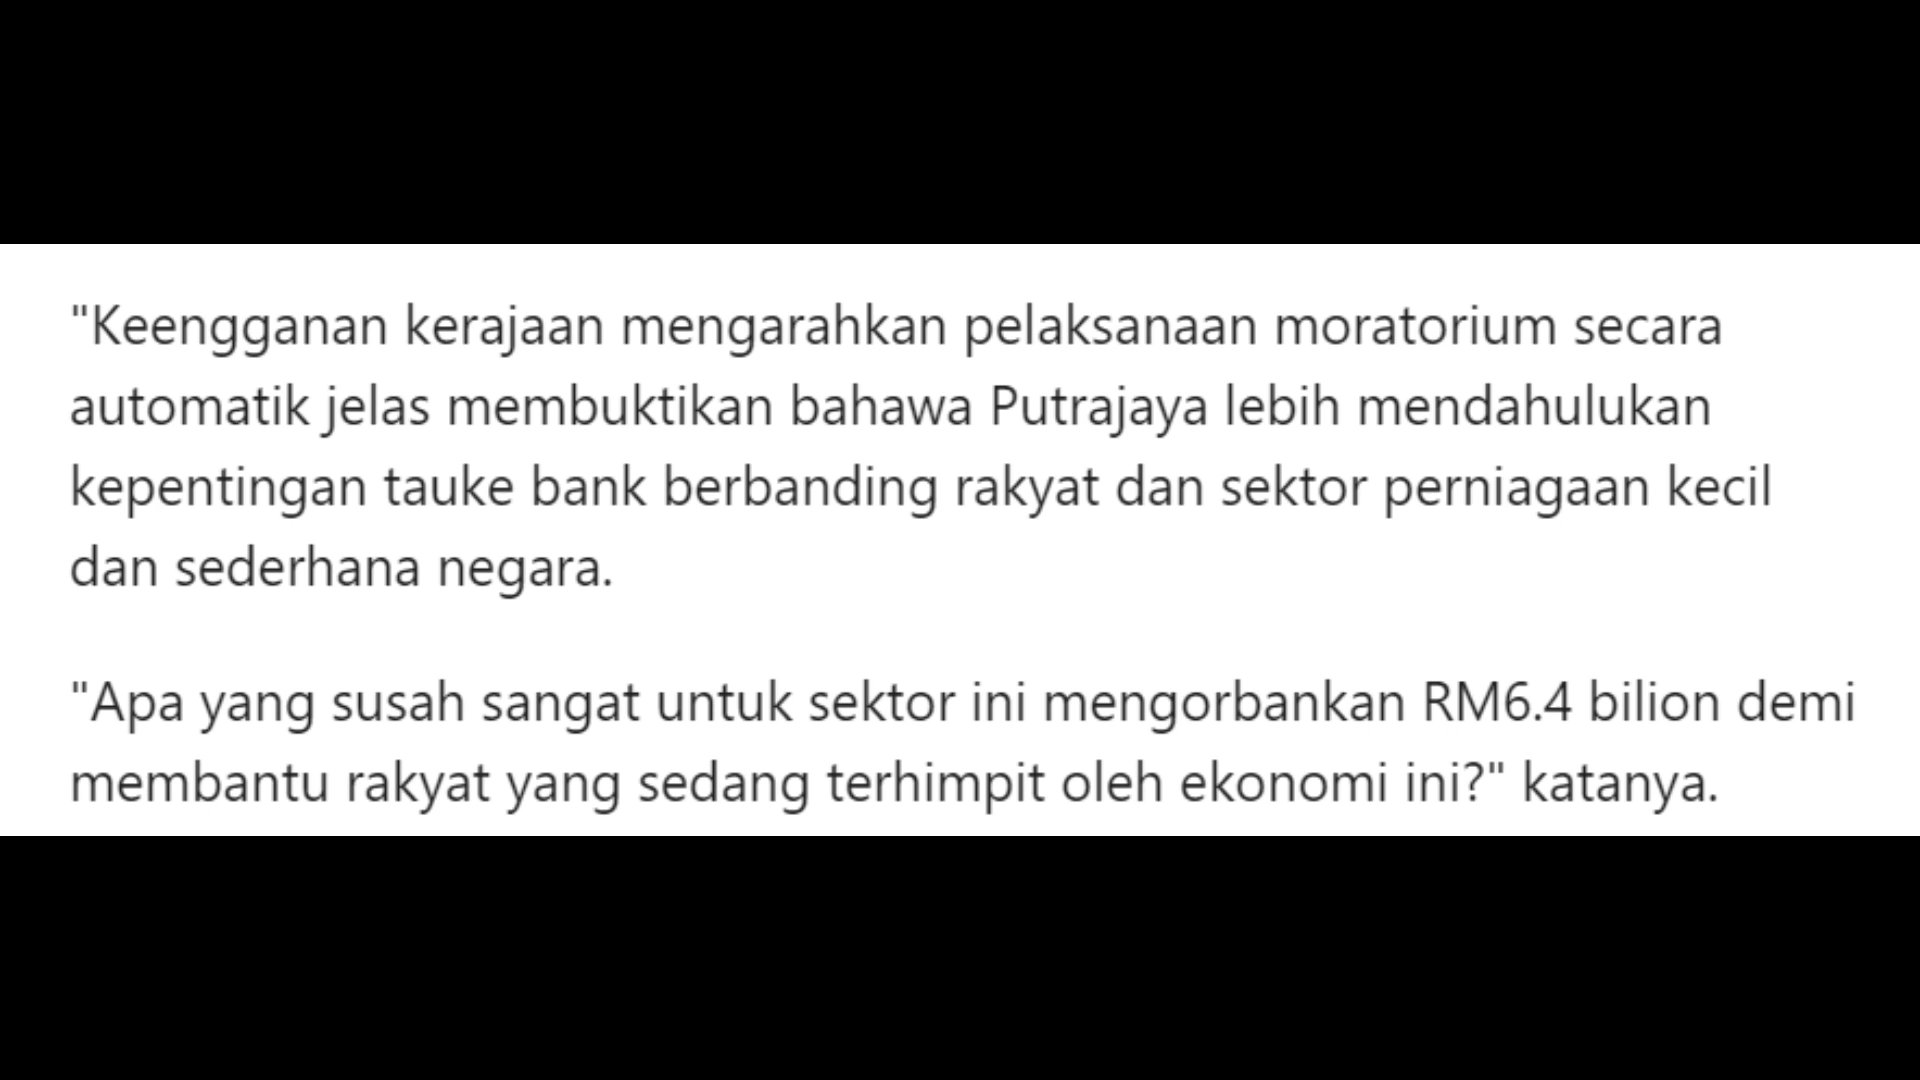 "Keengganan kerajaan mengarahkan pelaksanaan moratorium secara
automatik jelas membuktikan bahawa Putrajaya lebih mendahulukan
kepentingan tauke bank berbanding rakyat dan sektor perniagaan kecil
dan sederhana negara.
"Apa yang susah sangat untuk sektor ini mengorbankan RM6.4 bilion demi
membantu rakyat yang sedang terhimpit oleh ekonomi ini?" katanya.